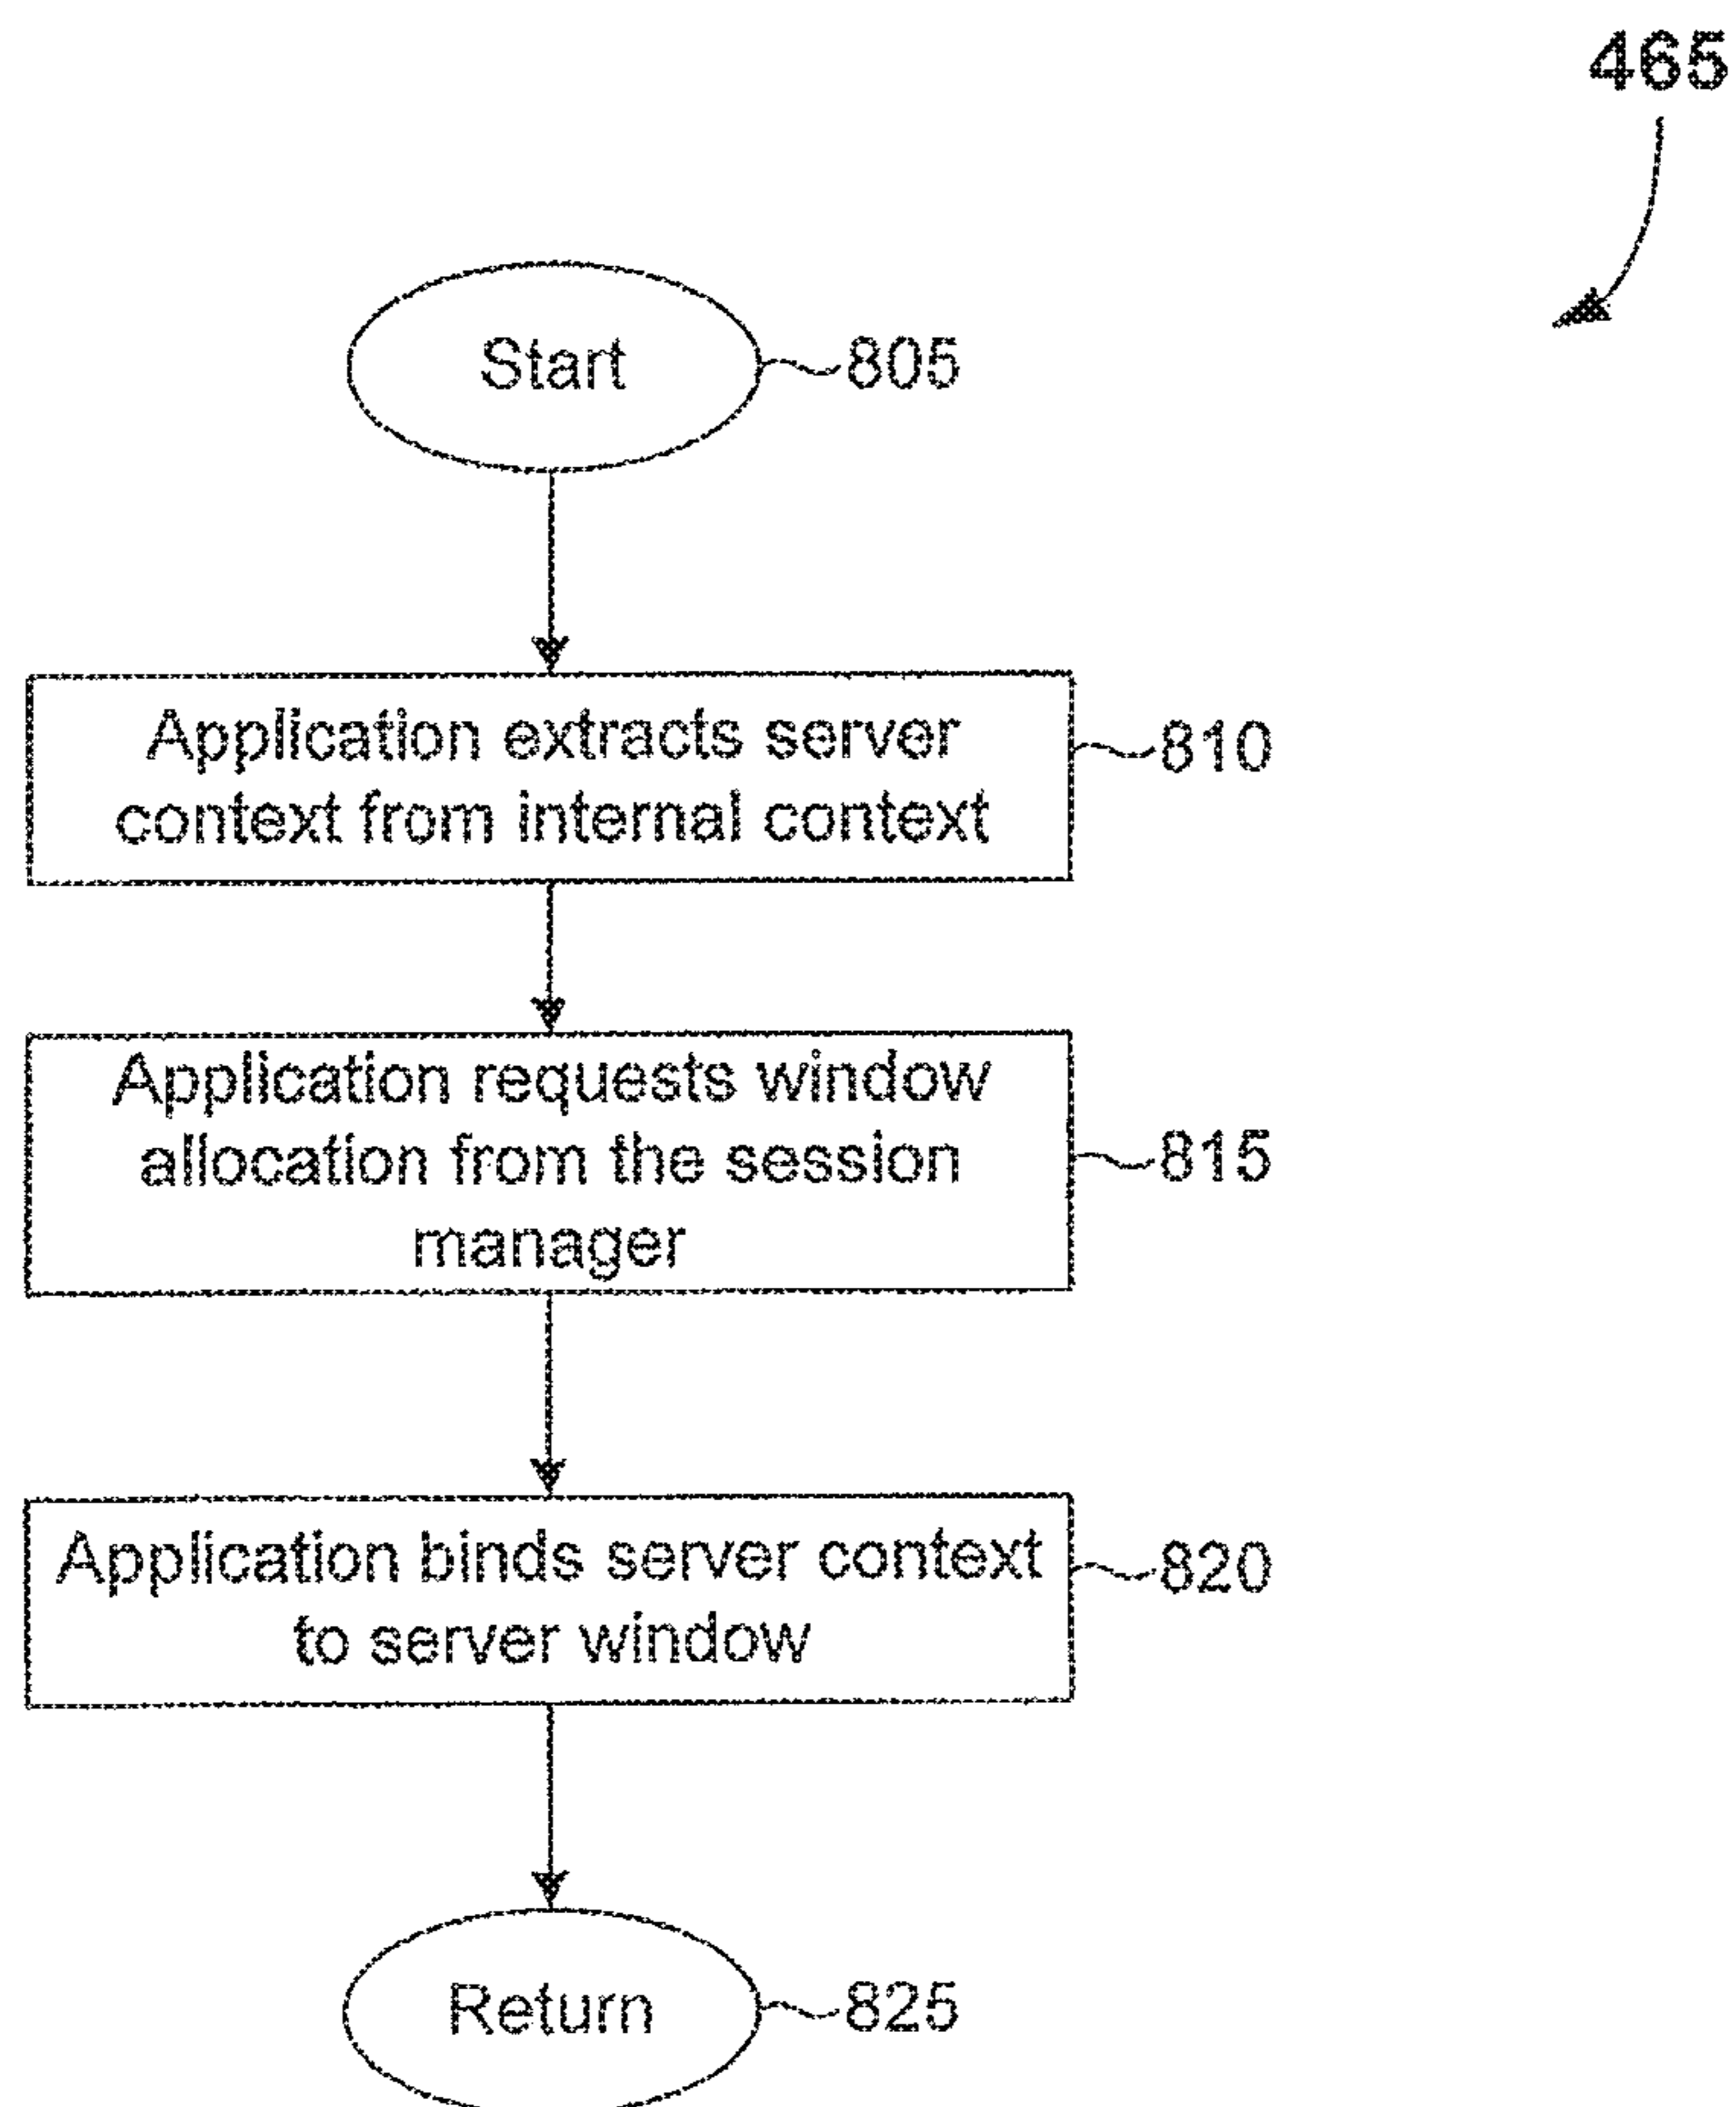 465
Start
805
Application extracts server
context from internal context
810
Application requests window
allocation from the session
manager
815
Application binds server context
to server window
820
Return
825